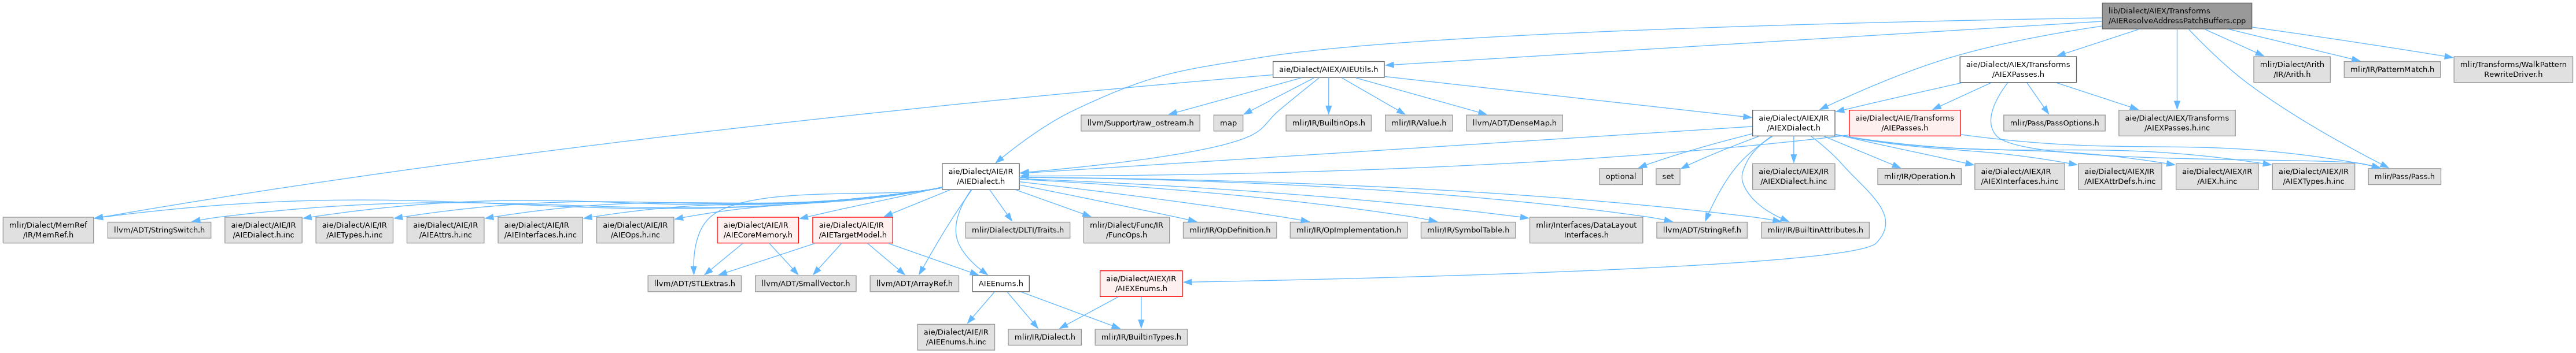 lib/Dialect/AIEX/Transforms
/AIEResolveAddressPatchBuffers.cpp
aie/Dialect/AIEX/AIEUtils.h
aie/Dialect/AIEX/Transforms
/AIEXPasses.h
mlir/Dialect/Arith
/IR/Arith.h
mlir/IR/PatternMatch.h
mlir/Transforms/WalkPattern
RewriteDriver.h
llvm/Support/raw_ostream.h
map
mlir/IR/BuiltinOps.h
mlir/IR/Value.h
llvm/ADT/DenseMap.h
aie/Dialect/AIEX/IR
/AIEXDialect.h
aie/Dialect/AIE/Transforms
/AIEPasses.h
mlir/Pass/PassOptions.h
aie/Dialect/AIEX/Transforms
/AIEXPasses.h.inc
aie/Dialect/AIE/IR
/AIEDialect.h
optional
set
aie/Dialect/AIEX/IR
/AIEXDialect.h.inc
mlir/IR/Operation.h
aie/Dialect/AIEX/IR
/AIEXInterfaces.h.inc
aie/Dialect/AIEX/IR
/AIEXAttrDefs.h.inc
aie/Dialect/AIEX/IR
/AIEX.h.inc
aie/Dialect/AIEX/IR
/AIEXTypes.h.inc
mlir/Pass/Pass.h
mlir/Dialect/MemRef
/IR/MemRef.h
llvm/ADT/StringSwitch.h
aie/Dialect/AIE/IR
/AIEDialect.h.inc
aie/Dialect/AIE/IR
/AIETypes.h.inc
aie/Dialect/AIE/IR
/AIEAttrs.h.inc
aie/Dialect/AIE/IR
/AIEInterfaces.h.inc
aie/Dialect/AIE/IR
/AIEOps.h.inc
aie/Dialect/AIE/IR
/AIECoreMemory.h
aie/Dialect/AIE/IR
/AIETargetModel.h
mlir/Dialect/DLTI/Traits.h
mlir/Dialect/Func/IR
/FuncOps.h
mlir/IR/OpDefinition.h
mlir/IR/OpImplementation.h
mlir/IR/SymbolTable.h
mlir/Interfaces/DataLayout
Interfaces.h
llvm/ADT/StringRef.h
mlir/IR/BuiltinAttributes.h
llvm/ADT/STLExtras.h
llvm/ADT/SmallVector.h
llvm/ADT/ArrayRef.h
AIEEnums.h
aie/Dialect/AIEX/IR
/AIEXEnums.h
aie/Dialect/AIE/IR
/AIEEnums.h.inc
mlir/IR/Dialect.h
mlir/IR/BuiltinTypes.h